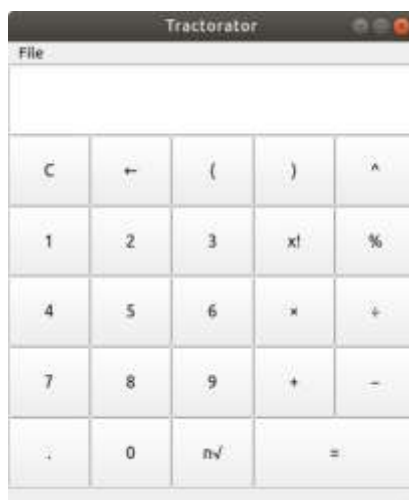 Tractorator
File
C ← ( ) ^
1 2 3 x! %
4 5 6 × ÷
7 8 9 + −
. 0 n√ =